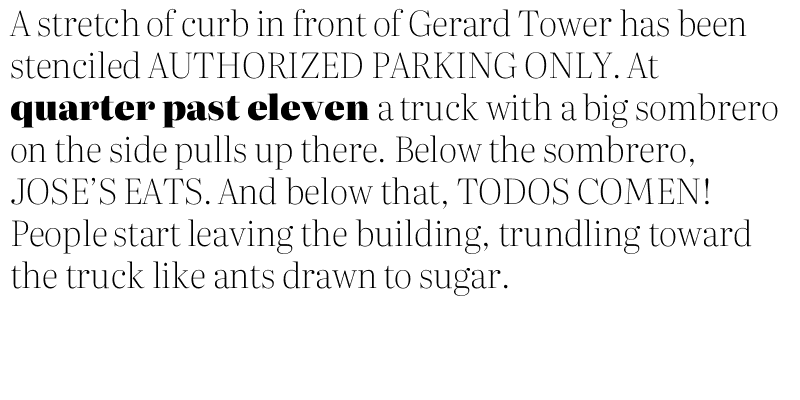 A stretch of curb in front of Gerard Tower has been
stenciled AUTHORIZED PARKING ONLY. At
quarter past eleven a truck with a big sombrero
on the side pulls up there. Below the sombrero,
JOSE’S EATS. And below that, TODOS COMEN!
People start leaving the building, trundling toward
the truck like ants drawn to sugar.